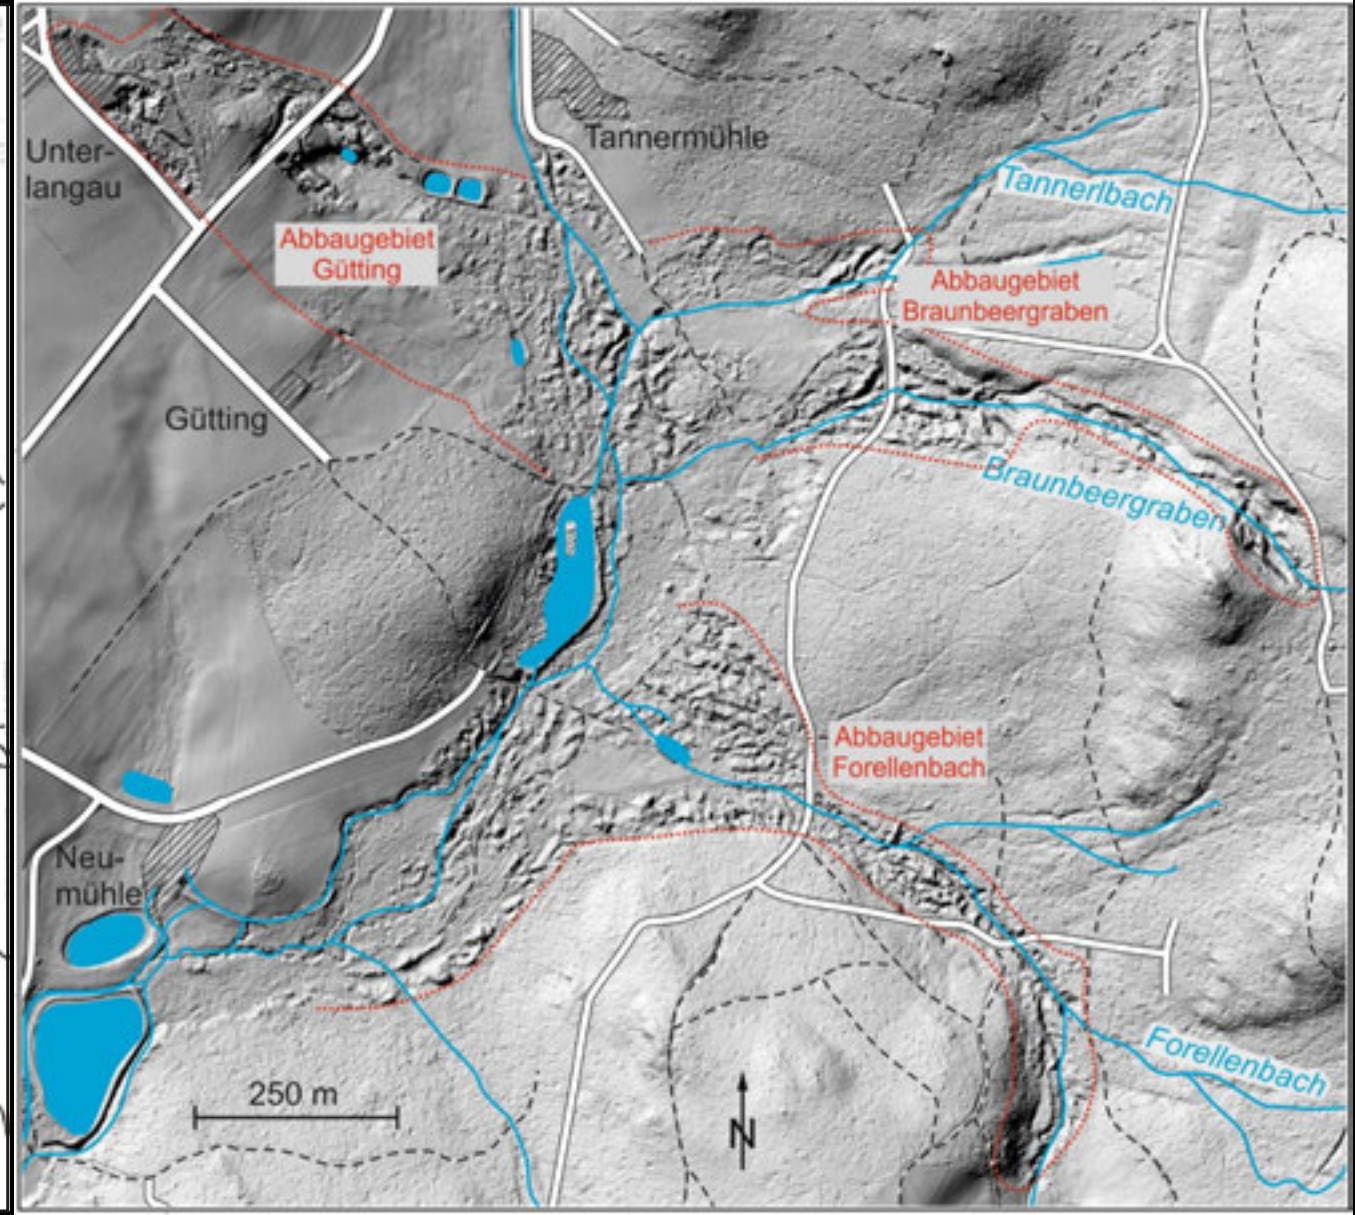 Tannermühle
Unter-
langau
Tannerlbach
Abbaugebiet
Gütting
Abbaugebiet
Braunbeergraben
Gütting
Braunbeergraben
Abbaugebiet
Forellenbach
Neu-
mühle
Forellenbach
250 m
N